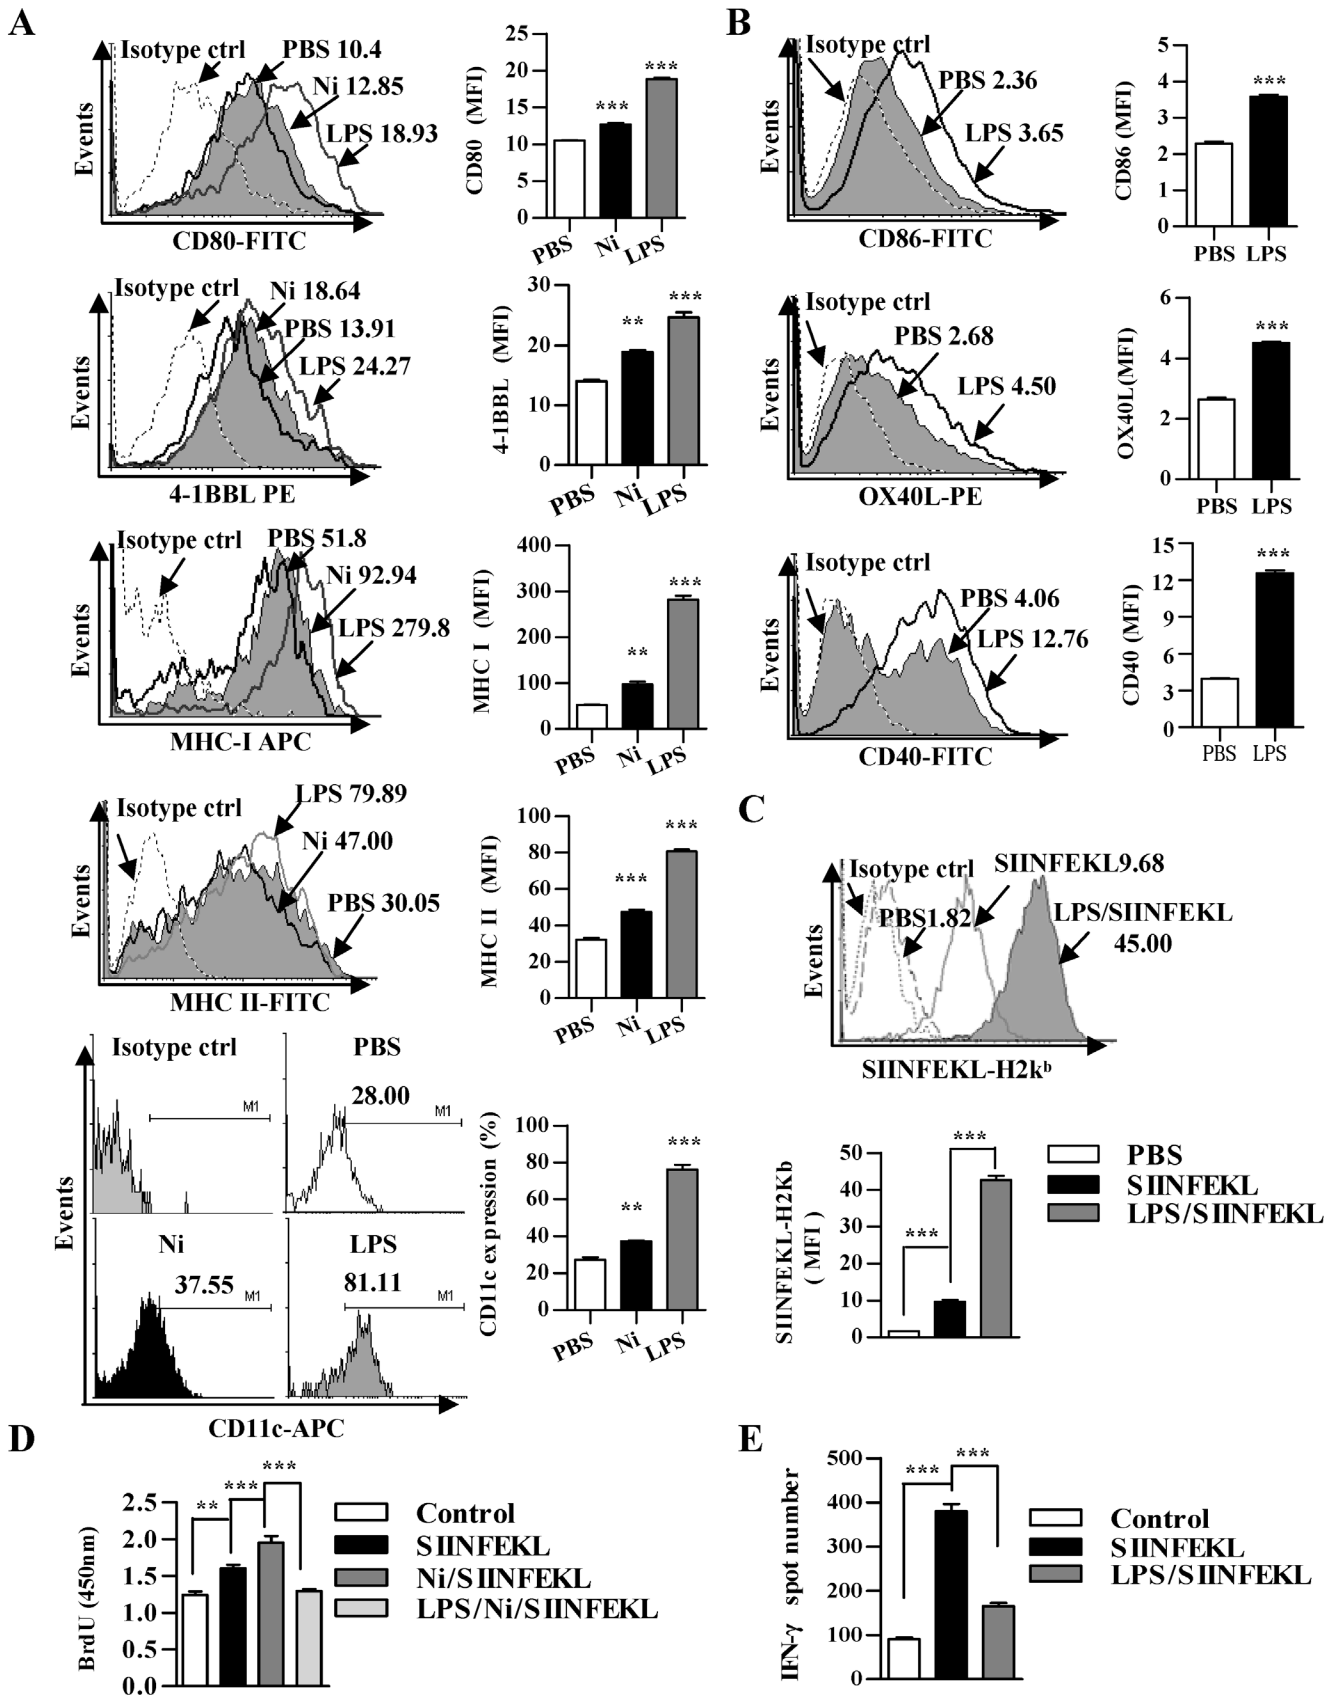 A
Isotype ctrl
PBS 10.4
Ni 12.85
LPS 18.93
Events
CD80-FITC
25
20
15
10
5
0
CD80 (MFI)
***
***
PBS
Ni
LPS
Isotype ctrl
Ni 18.64
PBS 13.91
LPS 24.27
Events
4-1BBL PE
30
20
10
0
4-1BBL (MFI)
**
***
PBS
Ni
LPS
Isotype ctrl
PBS 51.8
Ni 92.94
LPS 279.8
Events
MHC-I APC
400
300
200
100
0
MHC I (MFI)
**
***
PBS
Ni
LPS
Isotype ctrl
LPS 79.89
Ni 47.00
PBS 30.05
Events
MHC II-FITC
100
80
60
40
20
0
MHC II (MFI)
***
***
PBS
Ni
LPS
Isotype ctrl
M1
PBS
28.00
M1
Ni
37.55
M1
LPS
81.11
M1
Events
CD11c-APC
100
80
60
40
20
0
CD11c expression (%)
**
***
PBS
Ni
LPS
B
Isotype ctrl
PBS 2.36
LPS 3.65
Events
CD86-FITC
5
4
3
2
1
0
CD86 (MFI)
***
PBS
LPS
Isotype ctrl
PBS 2.68
LPS 4.50
Events
OX40L-PE
6
4
2
0
OX40L(MFI)
***
PBS
LPS
Isotype ctrl
PBS 4.06
LPS 12.76
Events
CD40-FITC
15
12
9
6
3
0
CD40 (MFI)
***
PBS
LPS
C
Isotype ctrl
SIINFEKL9.68
PBS1.82
LPS/SIINFEKL
45.00
Events
SIINFEKL-H2kᵇ
50
40
30
20
10
0
SIINFEKL-H2Kb
( MFI )
***
***
PBS
SIINFEKL
LPS/SIINFEKL
D
2.5
2.0
1.5
1.0
0.5
0.0
BrdU (450nm)
**
***
***
Control
SIINFEKL
Ni/SIINFEKL
LPS/Ni/SIINFEKL
E
500
400
300
200
100
0
IFN-γ spot number
***
***
Control
SIINFEKL
LPS/SIINFEKL